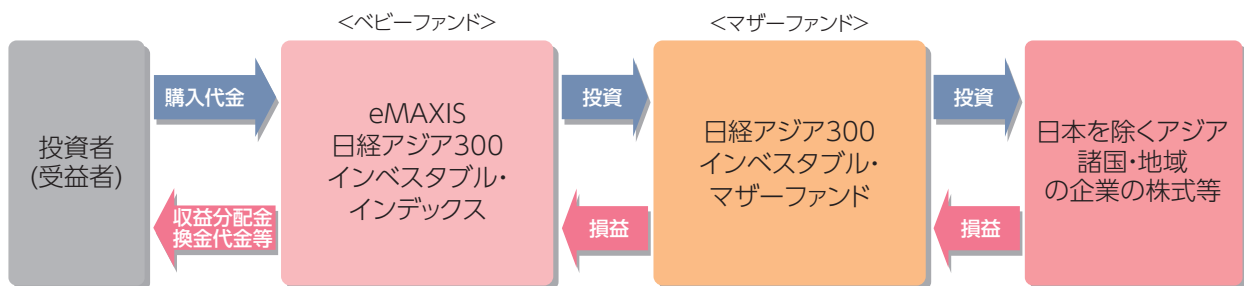 <ベビーファンド>
<マザーファンド>
投資者
(受益者)
購入代金
収益分配金
換金代金等
eMAXIS
日経アジア300
インベスタブル・
インデックス
投資
損益
日経アジア300
インベスタブル・
マザーファンド
投資
損益
日本を除くアジア
諸国・地域
の企業の株式等